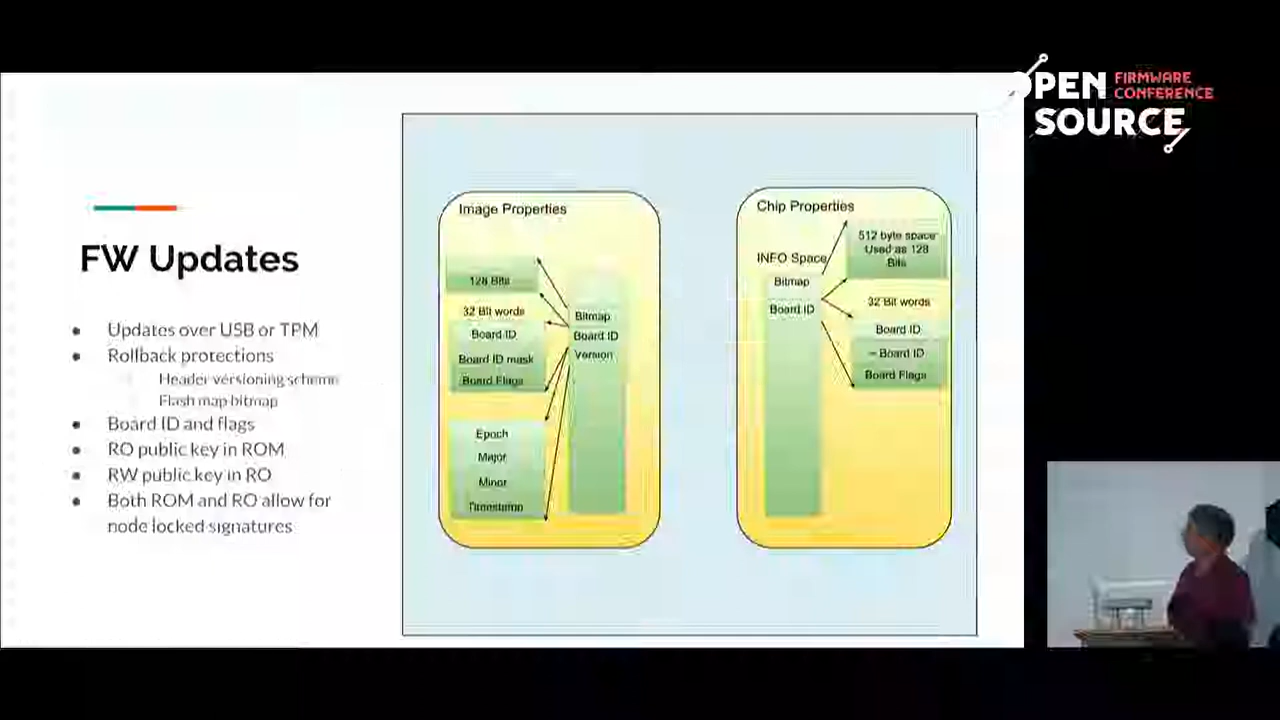 OPEN FIRMWARE
CONFERENCE
SOURCE
FW Updates
Updates over USB or TPM
Rollback protections
Header versioning scheme
Flash map bitmap
Board ID and flags
RO public key in ROM
RW public key in RO
Both ROM and RO allow for
node locked signatures
Image Properties
128 Bits
32 Bit words
Board ID
Board ID mask
Board Flags
Epoch
Major
Minor
Timestamp
Bitmap
Board ID
Version
Chip Properties
INFO Space
Bitmap
Board ID
512 byte space
Used as 128
Bits
32 Bit words
Board ID
~ Board ID
Board Flags